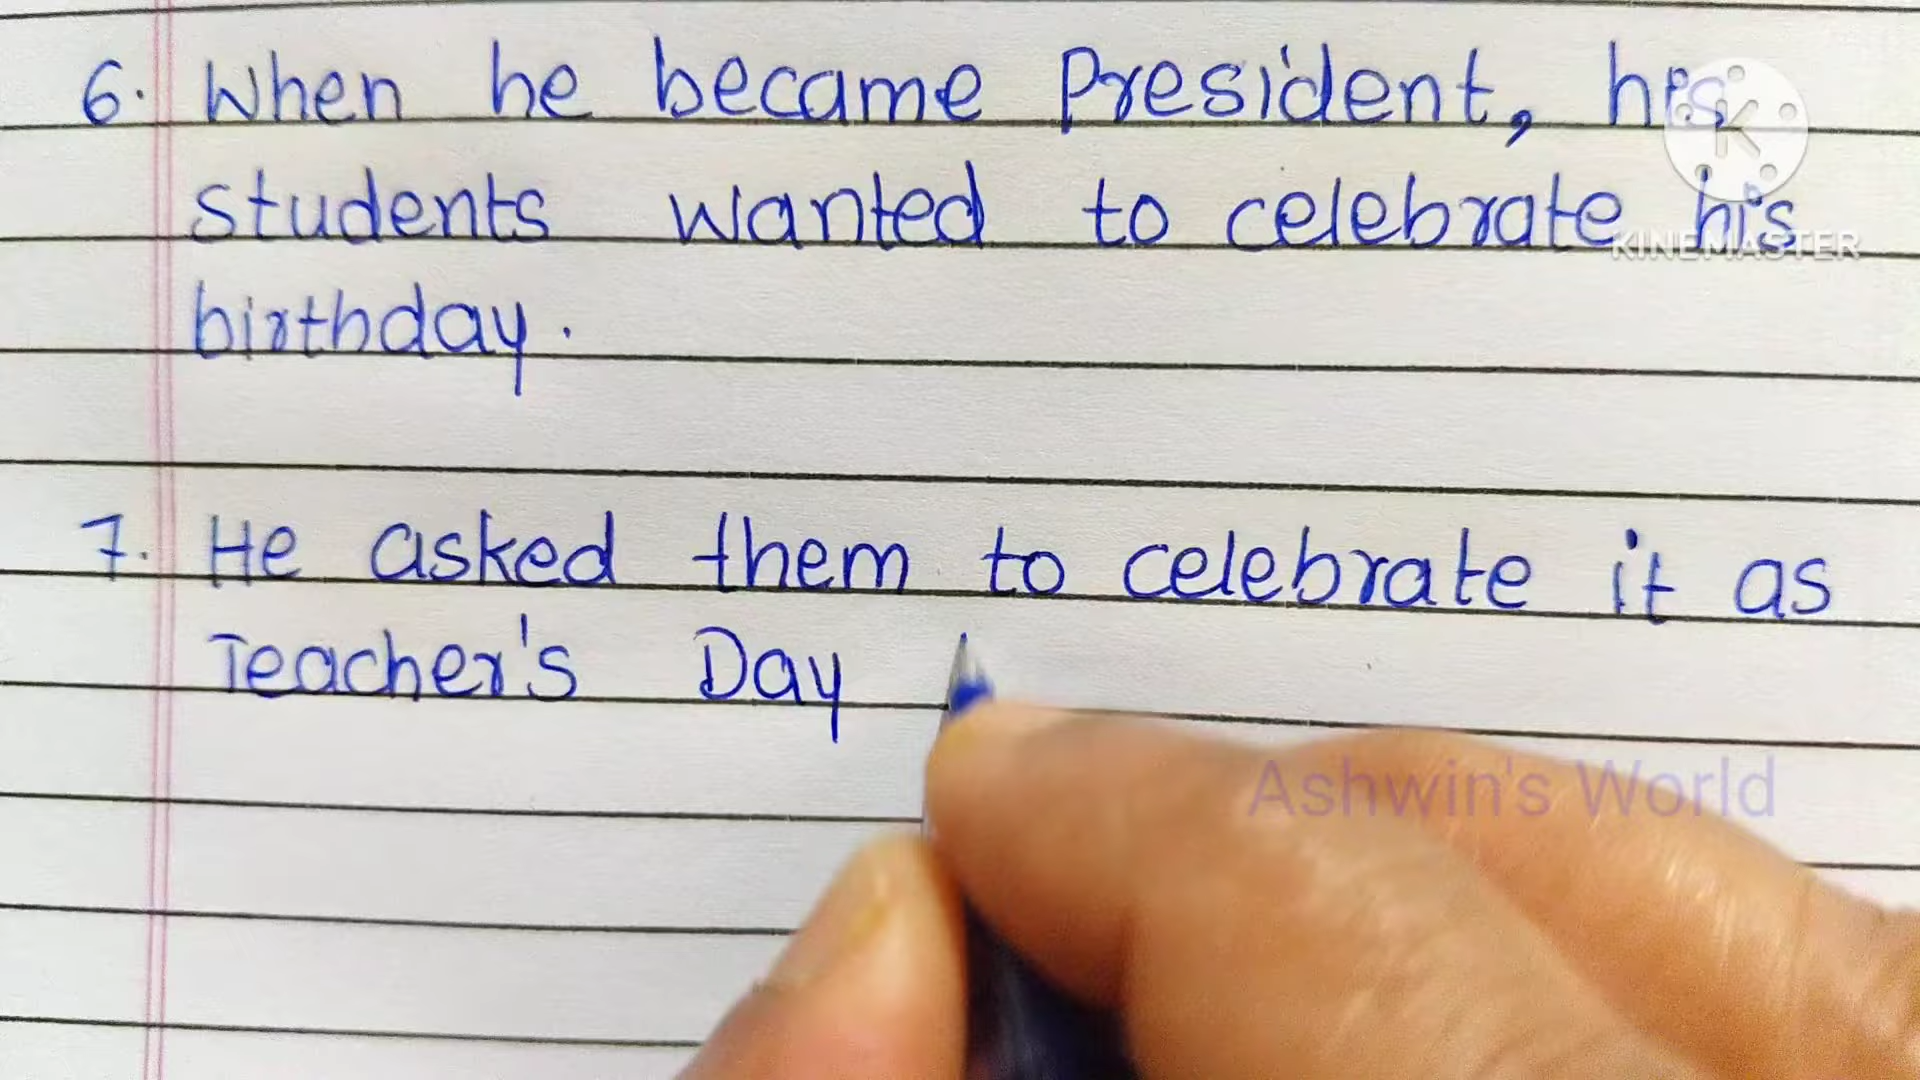 6. When he became President, his
students wanted to celebrate his
KINEMASTER
birthday.
7. He asked them to celebrate it as
Teacher's Day
Ashwin's World